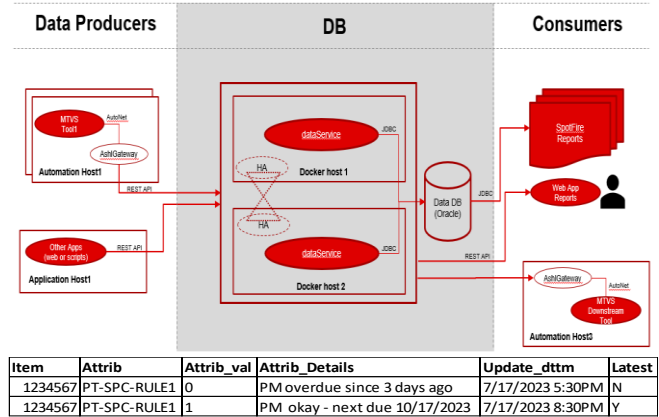 Data Producers
DB
Consumers
MTVS
Tool1
AutoNet
AshlGateway
Automation Host1
REST API
Other Apps
(web or scripts)
REST API
Application Host1
dataService
JDBC
HA
Docker host 1
HA
dataService
JDBC
Docker host 2
Data DB
(Oracle)
JDBC
REST API
SpotFire
Reports
Web App
Reports
AshlGateway
AutoNet
MTVS
Downstream
Tool
Automation Host3
Item Attrib Attrib_val Attrib_Details Update_dttm Latest
1234567 PT-SPC-RULE1 0 PM overdue since 3 days ago 7/17/2023 5:30PM N
1234567 PT-SPC-RULE1 1 PM okay - next due 10/17/2023 7/17/2023 8:30PM Y